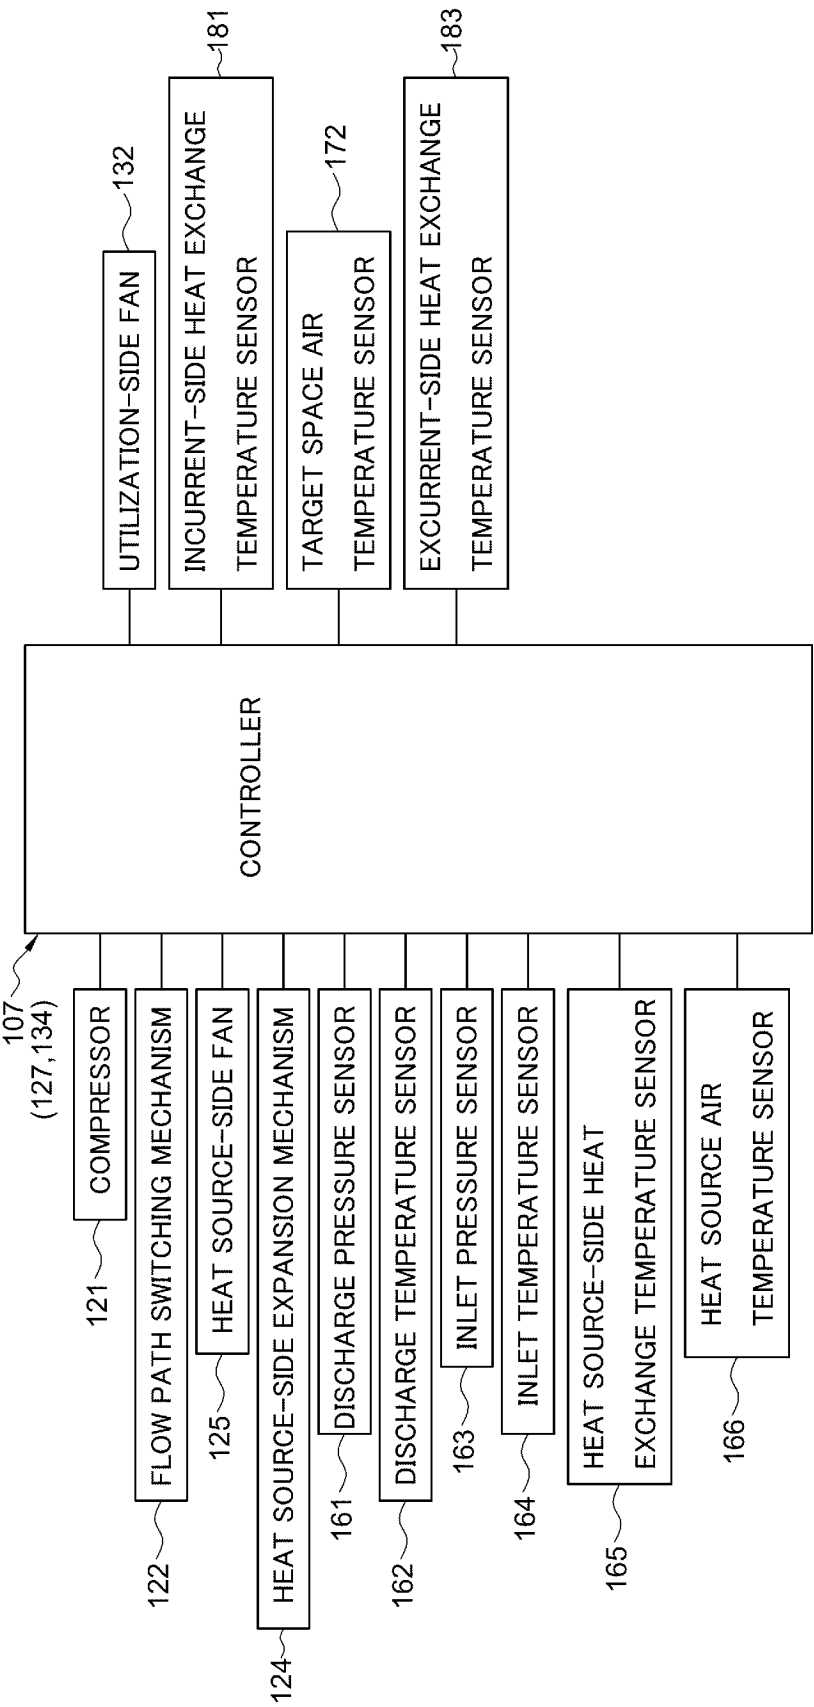 107
(127,134)
121
COMPRESSOR
122
FLOW PATH SWITCHING MECHANISM
125
HEAT SOURCE-SIDE FAN
124
HEAT SOURCE-SIDE EXPANSION MECHANISM
161
DISCHARGE PRESSURE SENSOR
162
DISCHARGE TEMPERATURE SENSOR
163
INLET PRESSURE SENSOR
164
INLET TEMPERATURE SENSOR
165
HEAT SOURCE-SIDE HEAT
EXCHANGE TEMPERATURE SENSOR
166
HEAT SOURCE AIR
TEMPERATURE SENSOR
CONTROLLER
UTILIZATION-SIDE FAN
132
INCURRENT-SIDE HEAT EXCHANGE
TEMPERATURE SENSOR
181
TARGET SPACE AIR
TEMPERATURE SENSOR
172
EXCURRENT-SIDE HEAT EXCHANGE
TEMPERATURE SENSOR
183